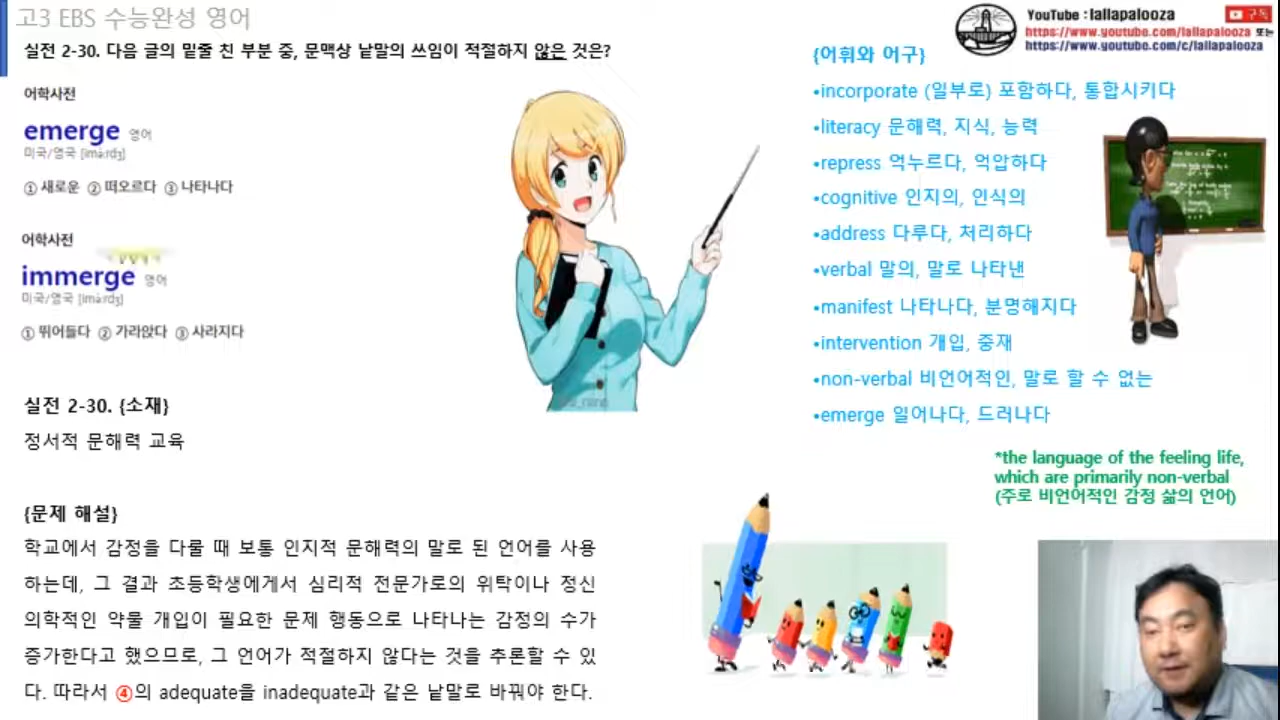 고3 EBS 수능완성 영어
실전 2-30. 다음 글의 밑줄 친 부분 중, 문맥상 낱말의 쓰임이 적절하지 않은 것은?
어학사전
emerge 영어
미국/영국 [imə́:rdʒ]
① 새로운 ② 떠오르다 ③ 나타나다
어학사전
immerge 영어
미국/영국 [imə́:rdʒ]
① 뛰어들다 ② 가라앉다 ③ 사라지다
실전 2-30. {소재}
정서적 문해력 교육
{문제 해설}
학교에서 감정을 다룰 때 보통 인지적 문해력의 말로 된 언어를 사용
하는데, 그 결과 초등학생에게서 심리적 전문가로의 위탁이나 정신
의학적인 약물 개입이 필요한 문제 행동으로 나타나는 감정의 수가
증가한다고 했으므로, 그 언어가 적절하지 않다는 것을 추론할 수 있
다. 따라서 ④의 adequate을 inadequate과 같은 낱말로 바꿔야 한다.
YouTube : lallapalooza
구독
https://www.youtube.com/lallapalooza 또는
https://www.youtube.com/c/lallapalooza
{어휘와 어구}
•incorporate (일부로) 포함하다, 통합시키다
•literacy 문해력, 지식, 능력
•repress 억누르다, 억압하다
•cognitive 인지의, 인식의
•address 다루다, 처리하다
•verbal 말의, 말로 나타낸
•manifest 나타나다, 분명해지다
•intervention 개입, 중재
•non-verbal 비언어적인, 말로 할 수 없는
•emerge 일어나다, 드러나다
*the language of the feeling life,
which are primarily non-verbal
(주로 비언어적인 감정 삶의 언어)